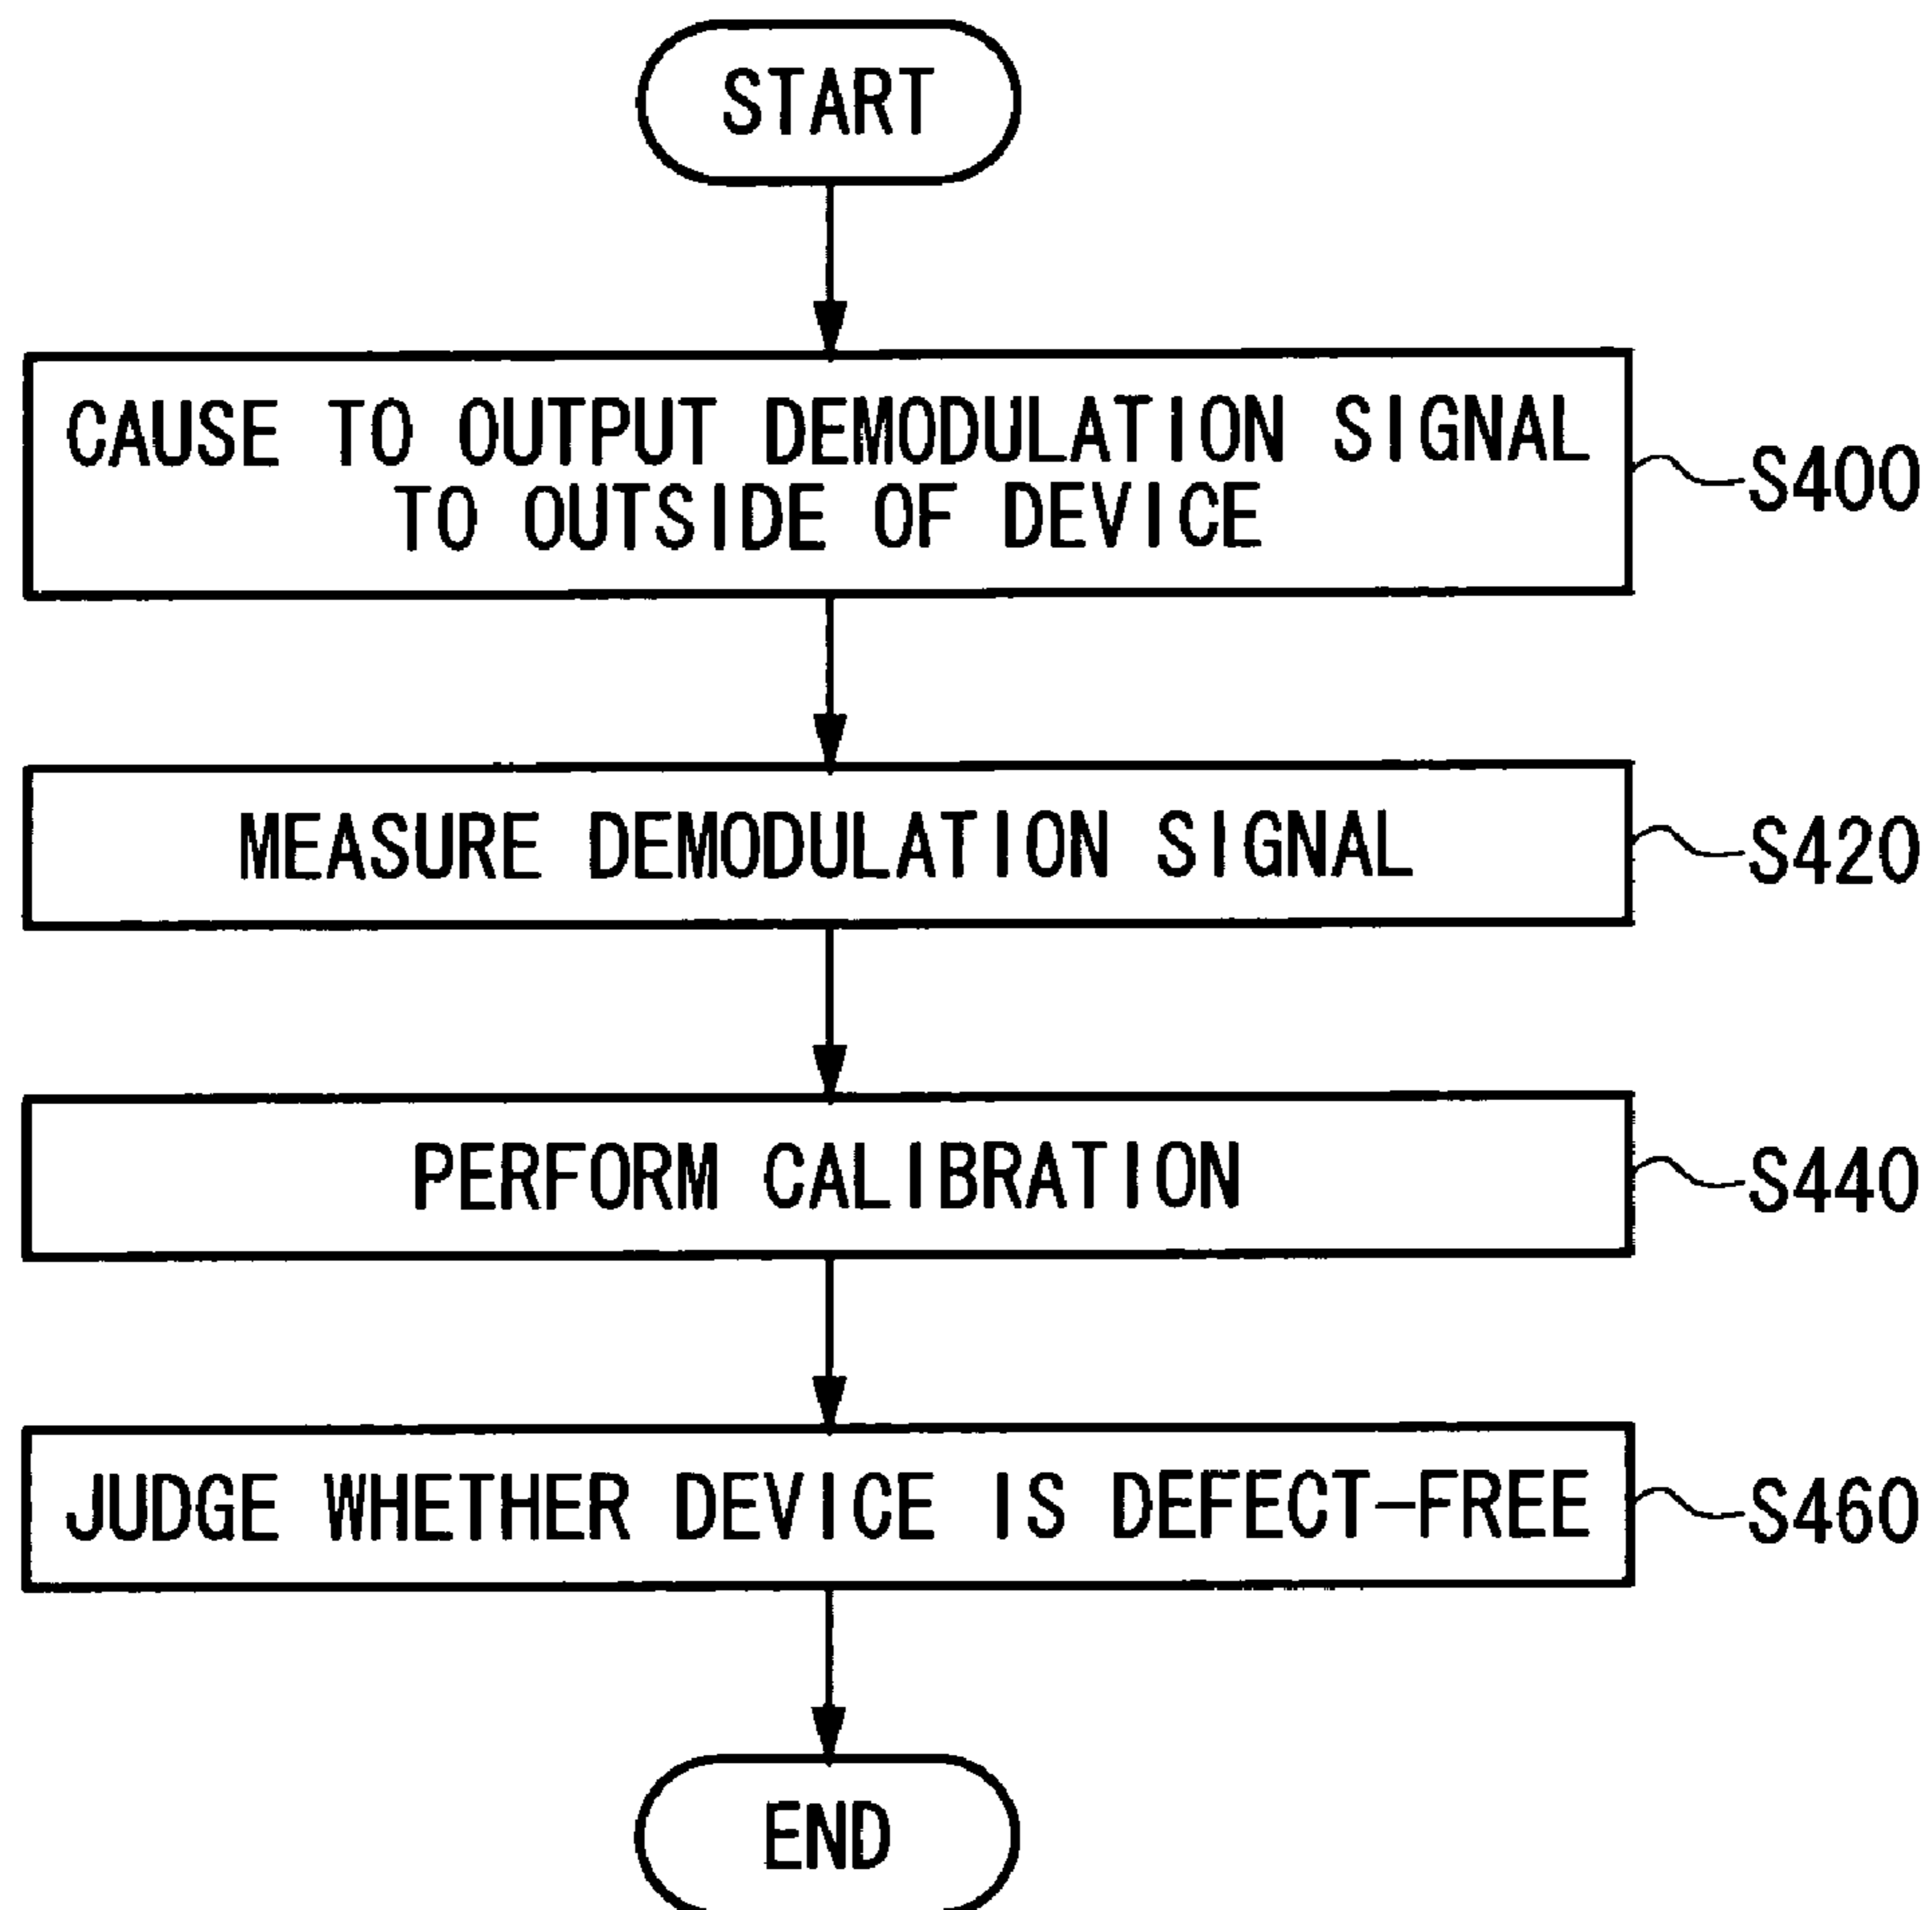 START
CAUSE TO OUTPUT DEMODULATION SIGNAL
TO OUTSIDE OF DEVICE
S400
MEASURE DEMODULATION SIGNAL
S420
PERFORM CALIBRATION
S440
JUDGE WHETHER DEVICE IS DEFECT-FREE
S460
END